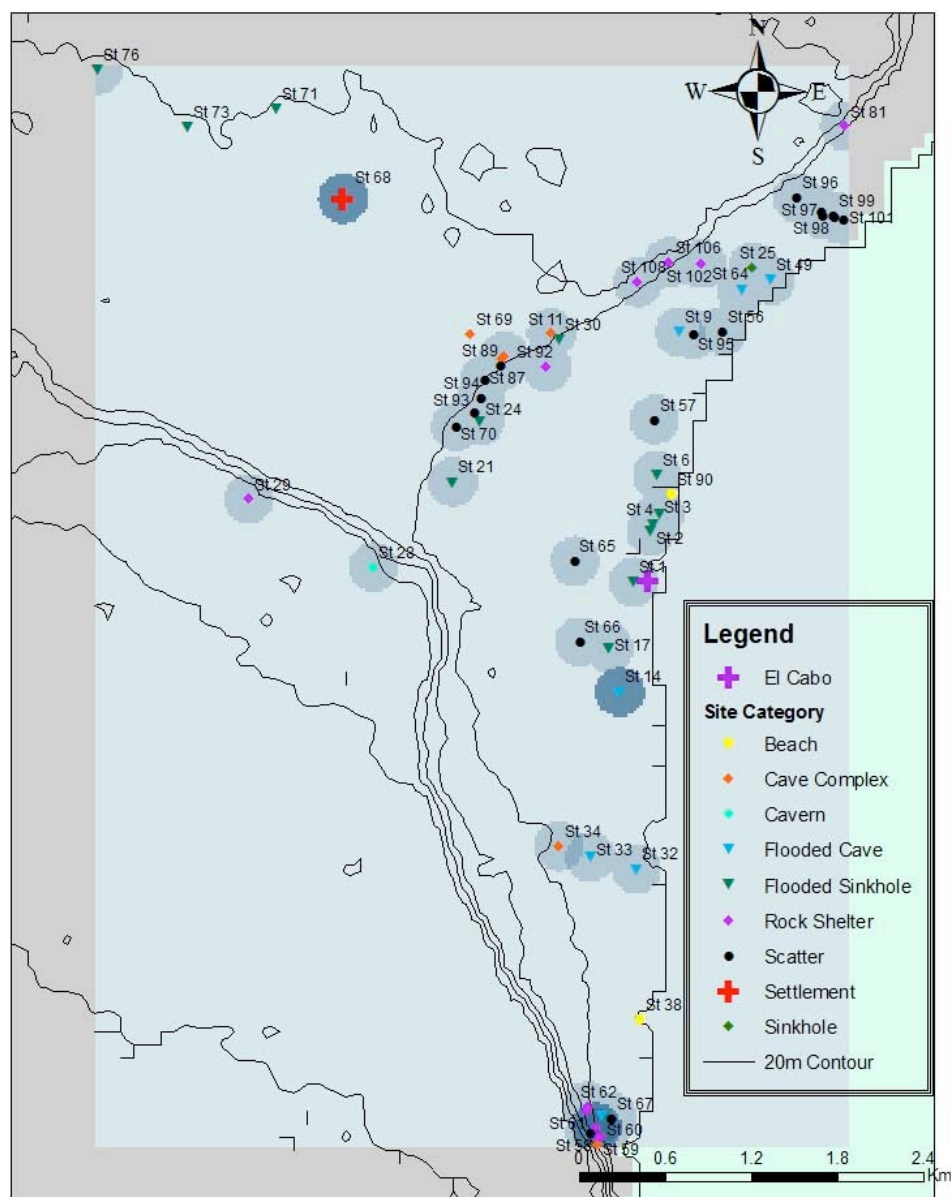 N
St 76
W
E
St 71
St 73
St 81
S
St 68
St 96
St 97
St 99
St 98
St 101
St 106
St 25
St 108
St 102
St 64
St 49
St 69
St 11
St 30
St 9
St 56
St 95
St 89
St 92
St 94
St 87
St 93
St 24
St 57
St 70
St 6
St 21
St 90
St 29
St 4
St 3
St 2
St 28
St 65
St 1
St 66
St 17
St 14
St 34
St 33
St 32
St 38
St 62
St 67
St 61
St 60
St 59
Legend
El Cabo
Site Category
Beach
Cave Complex
Cavern
Flooded Cave
Flooded Sinkhole
Rock Shelter
Scatter
Settlement
Sinkhole
20m Contour
0 0.6 1.2 1.8 2.4
Km